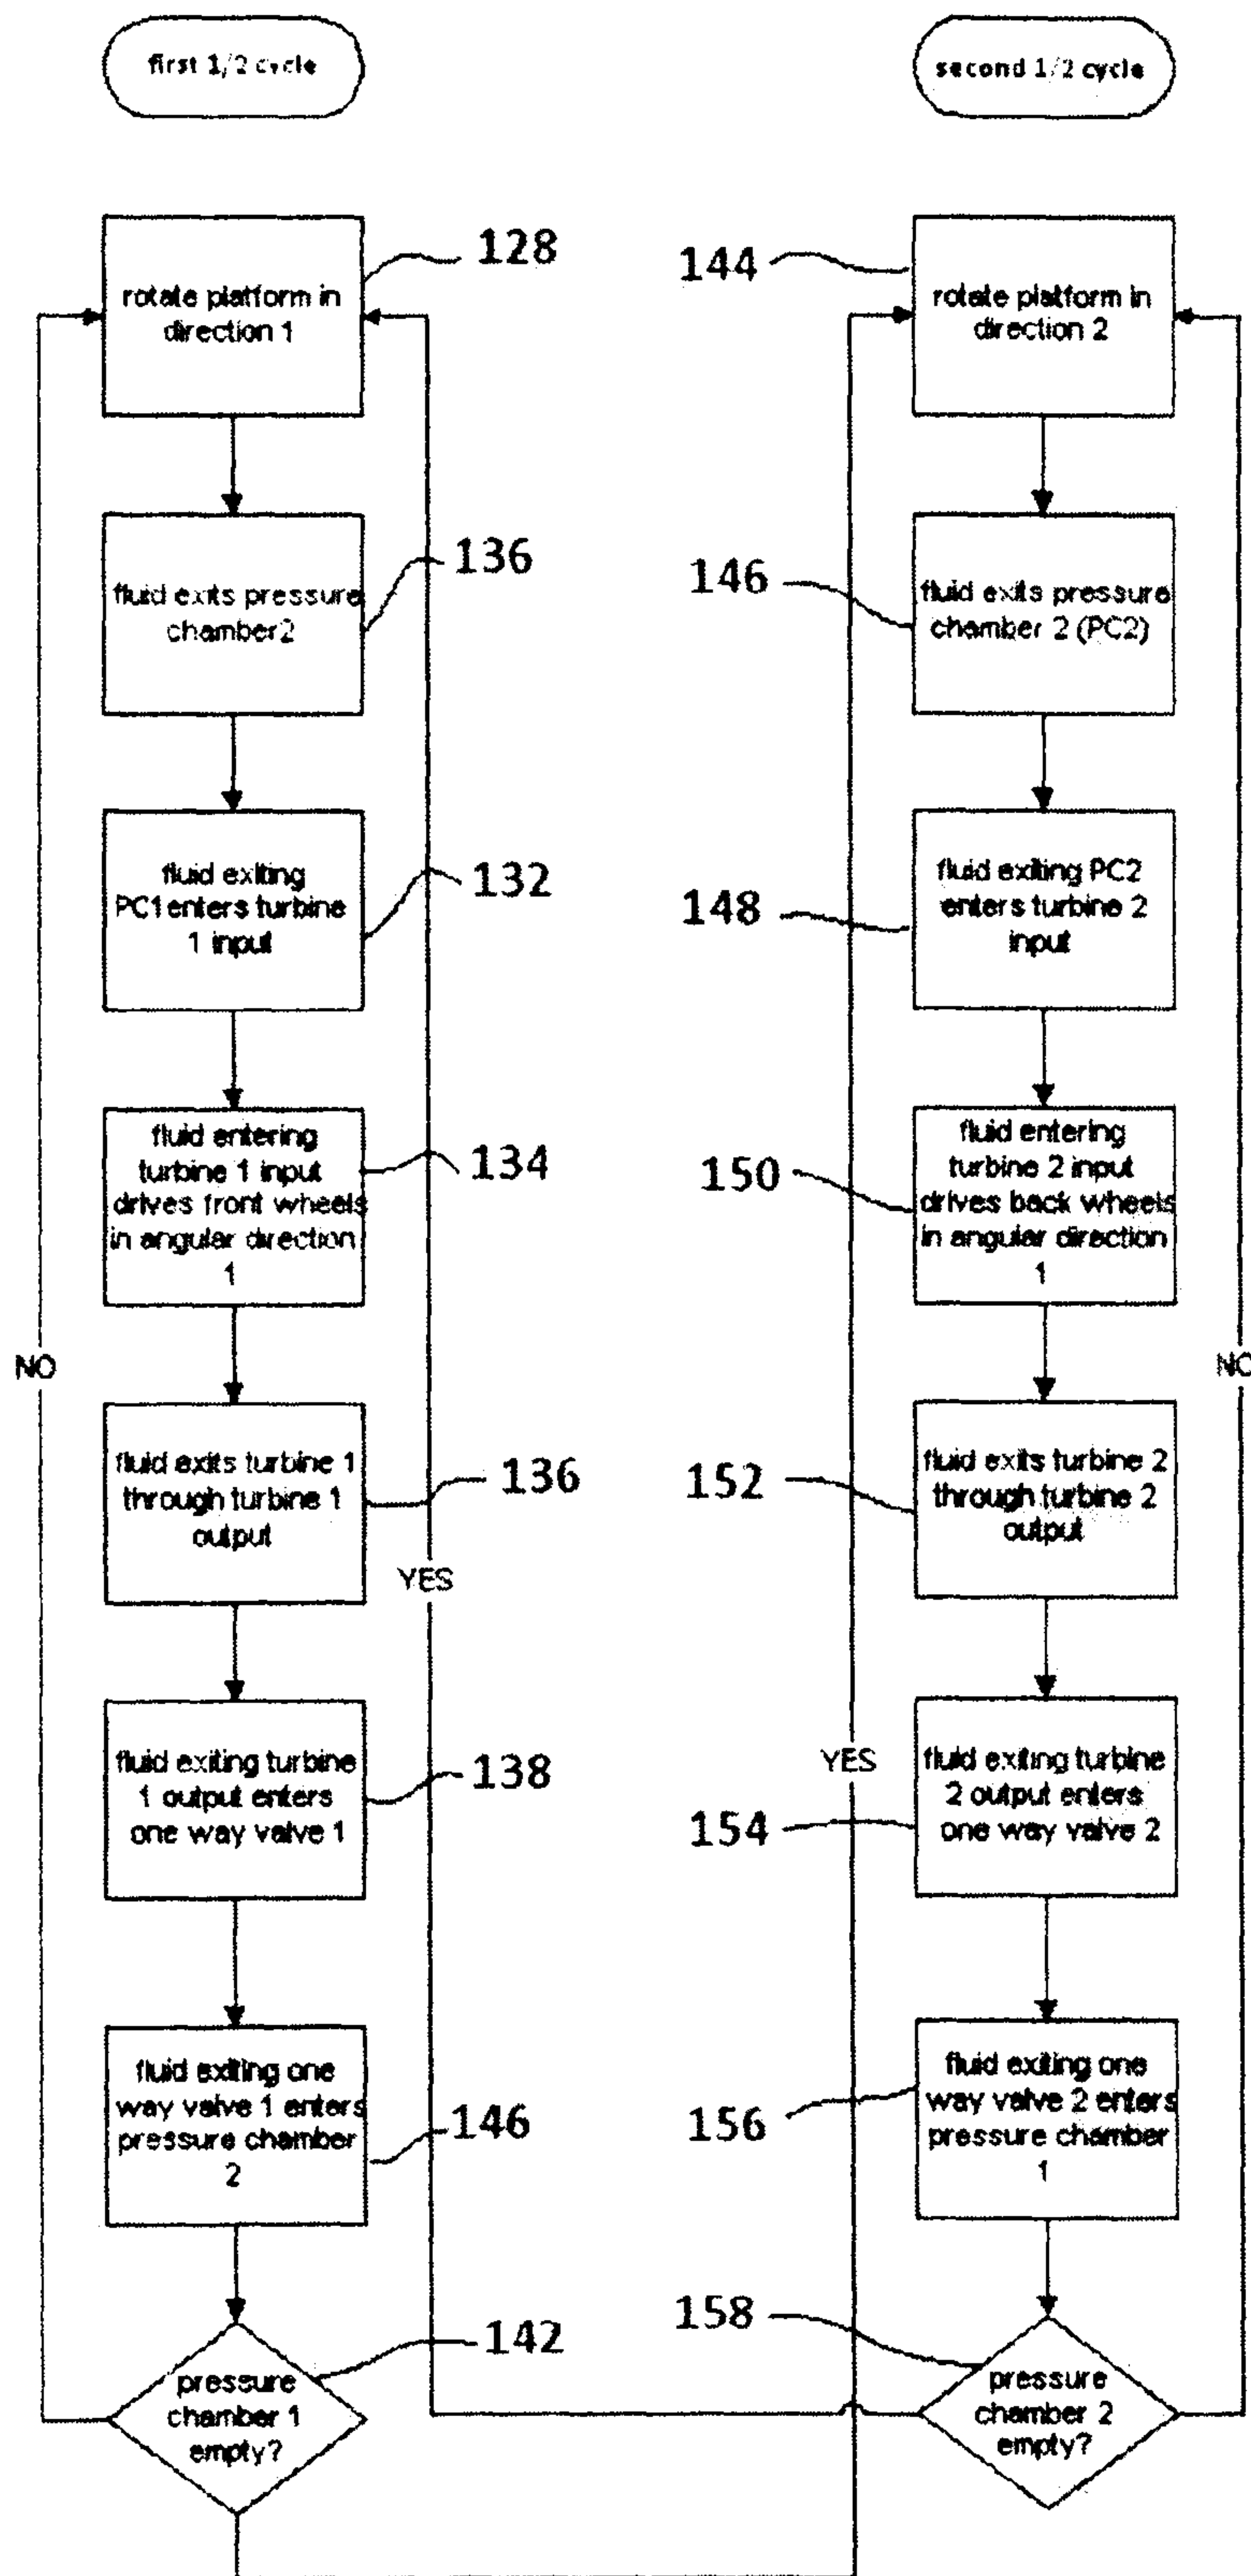 first 1/2 cycle
rotate platform in
direction 1
128
fluid exits pressure
chamber2
136
fluid exiting
PC1enters turbine
1 input
132
fluid entering
turbine 1 input
drives front wheels
in angular direction
1
134
NO
fluid exits turbine 1
through turbine 1
output
136
YES
fluid exiting turbine
1 output enters
one way valve 1
138
fluid exiting one
way valve 1 enters
pressure chamber
2
146
pressure
chamber 1
empty?
142
second 1/2 cycle
144
rotate platform in
direction 2
146
fluid exits pressure
chamber 2 (PC2)
148
fluid exiting PC2
enters turbine 2
input
150
fluid entering
turbine 2 input
drives back wheels
in angular direction
1
NO
152
fluid exits turbine 2
through turbine 2
output
YES
154
fluid exiting turbine
2 output enters
one way valve 2
156
fluid exiting one
way valve 2 enters
pressure chamber
1
158
pressure
chamber 2
empty?